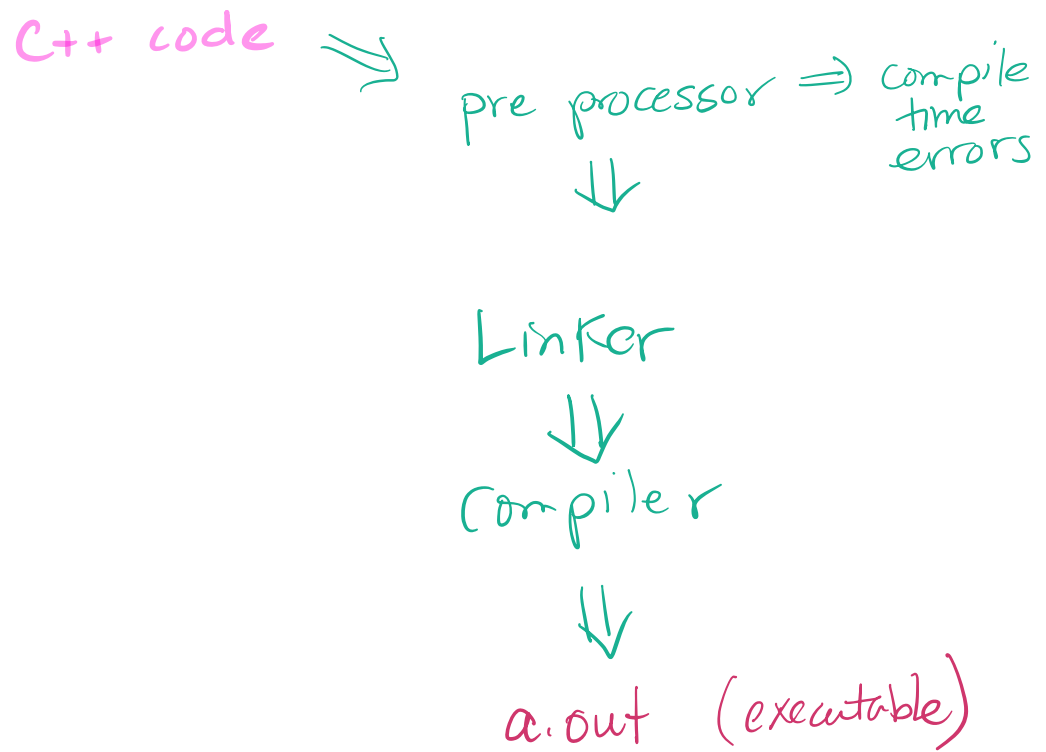 C++ code
pre processor ⇒ compile
time
errors
Linker
Compiler
a.out (executable)